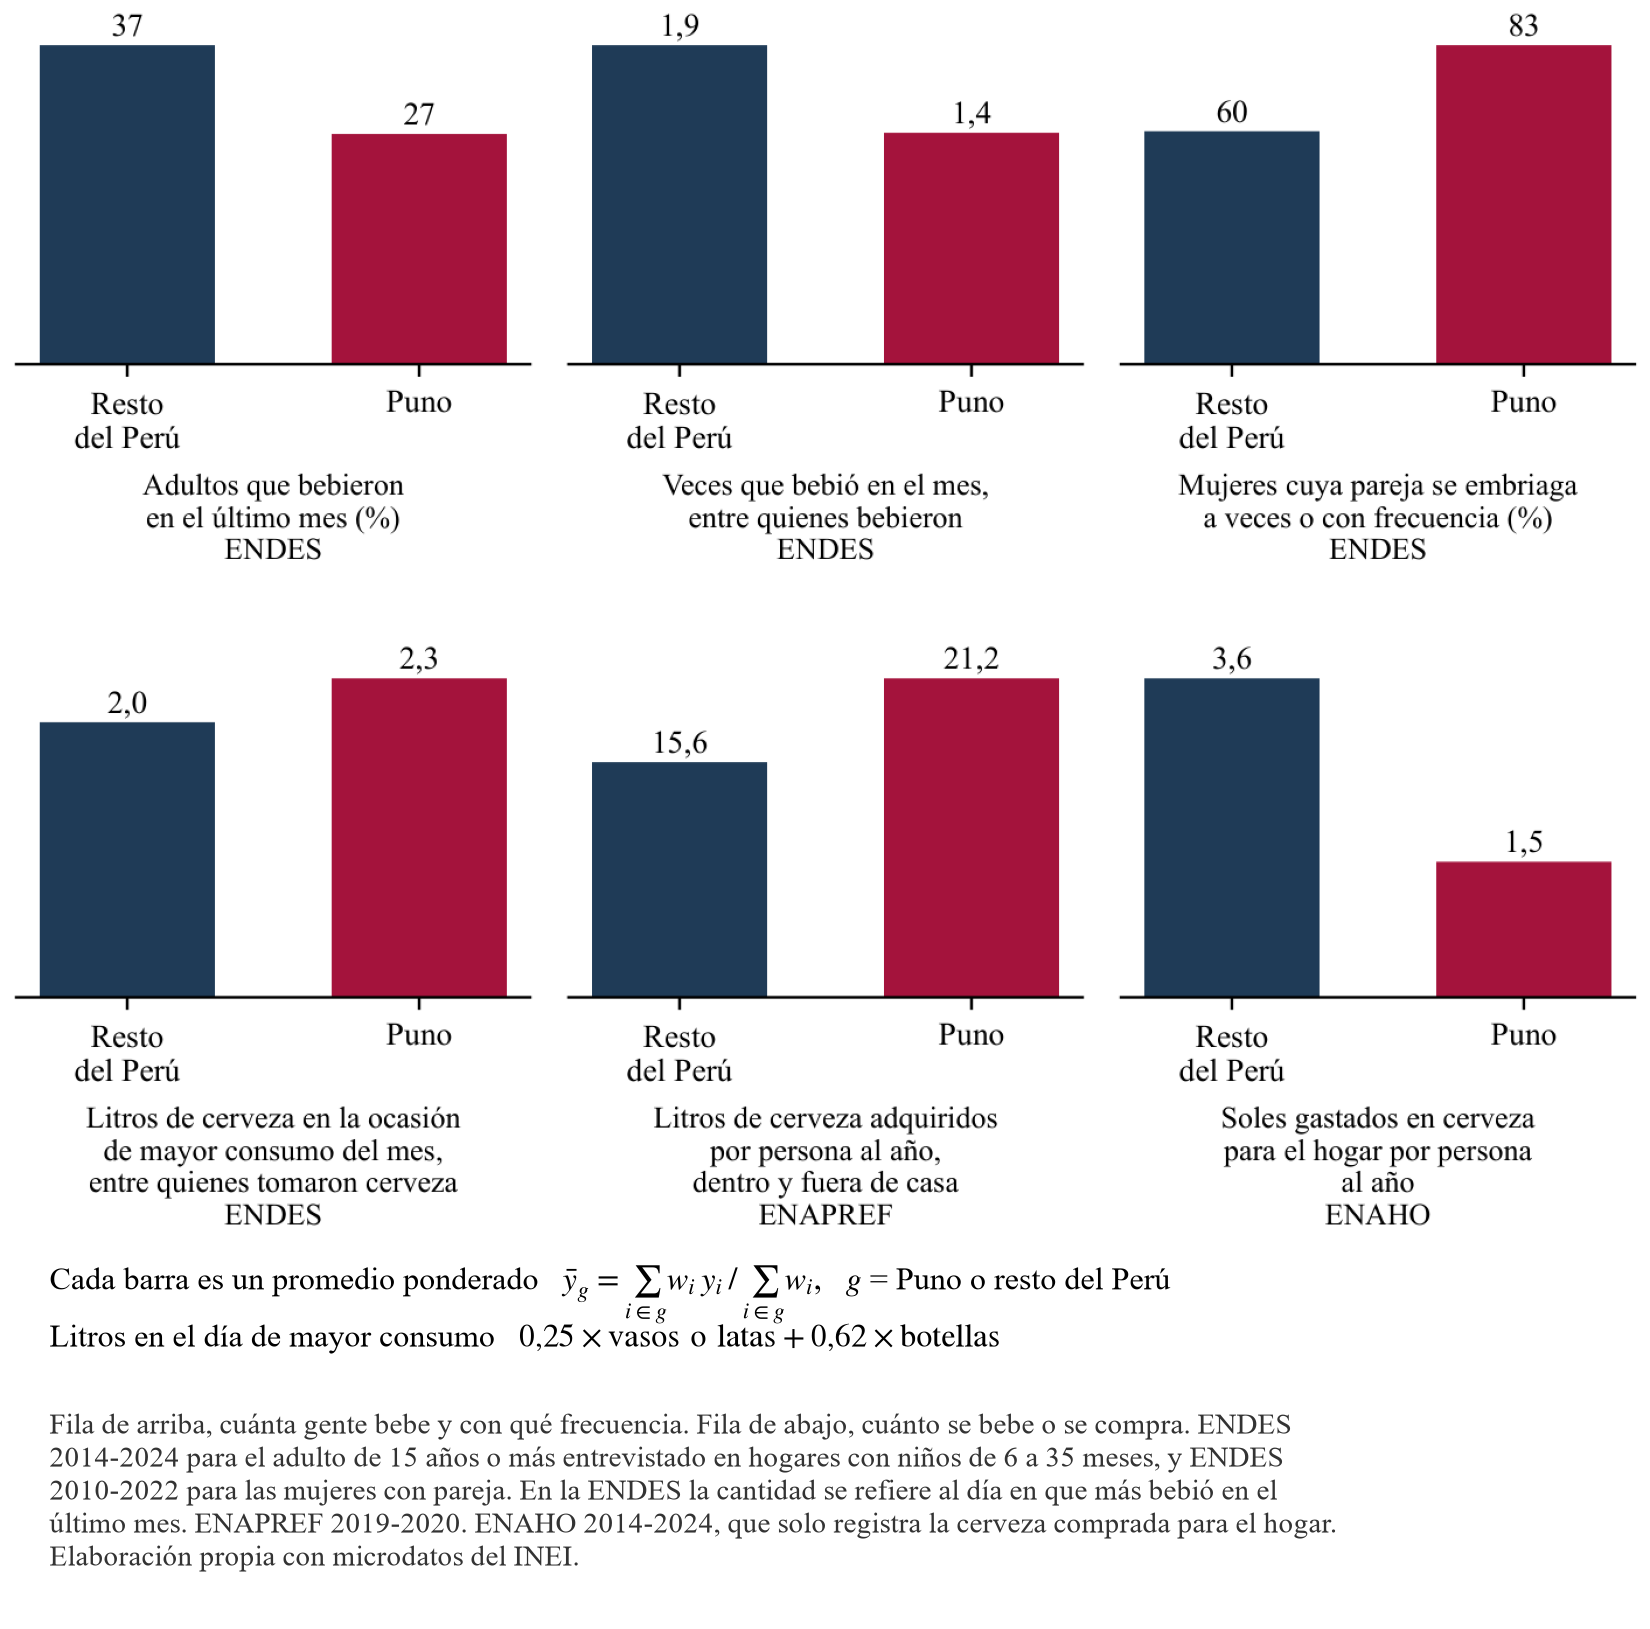 37
27
1,9
1,4
60
83
Resto
del Perú
Puno
Resto
del Perú
Puno
Resto
del Perú
Puno
Adultos que bebieron
en el último mes (%)
ENDES
Veces que bebió en el mes,
entre quienes bebieron
ENDES
Mujeres cuya pareja se embriaga
a veces o con frecuencia (%)
ENDES
2,0
2,3
15,6
21,2
3,6
1,5
Resto
del Perú
Puno
Resto
del Perú
Puno
Resto
del Perú
Puno
Litros de cerveza en la ocasión
de mayor consumo del mes,
entre quienes tomaron cerveza
ENDES
Litros de cerveza adquiridos
por persona al año,
dentro y fuera de casa
ENAPREF
Soles gastados en cerveza
para el hogar por persona
al año
ENAHO
Cada barra es un promedio ponderado ȳ_g = ∑_{i∈g} w_i y_i / ∑_{i∈g} w_i, g = Puno o resto del Perú
Litros en el día de mayor consumo 0,25 × vasos o latas + 0,62 × botellas
Fila de arriba, cuánta gente bebe y con qué frecuencia. Fila de abajo, cuánto se bebe o se compra. ENDES
2014-2024 para el adulto de 15 años o más entrevistado en hogares con niños de 6 a 35 meses, y ENDES
2010-2022 para las mujeres con pareja. En la ENDES la cantidad se refiere al día en que más bebió en el
último mes. ENAPREF 2019-2020. ENAHO 2014-2024, que solo registra la cerveza comprada para el hogar.
Elaboración propia con microdatos del INEI.